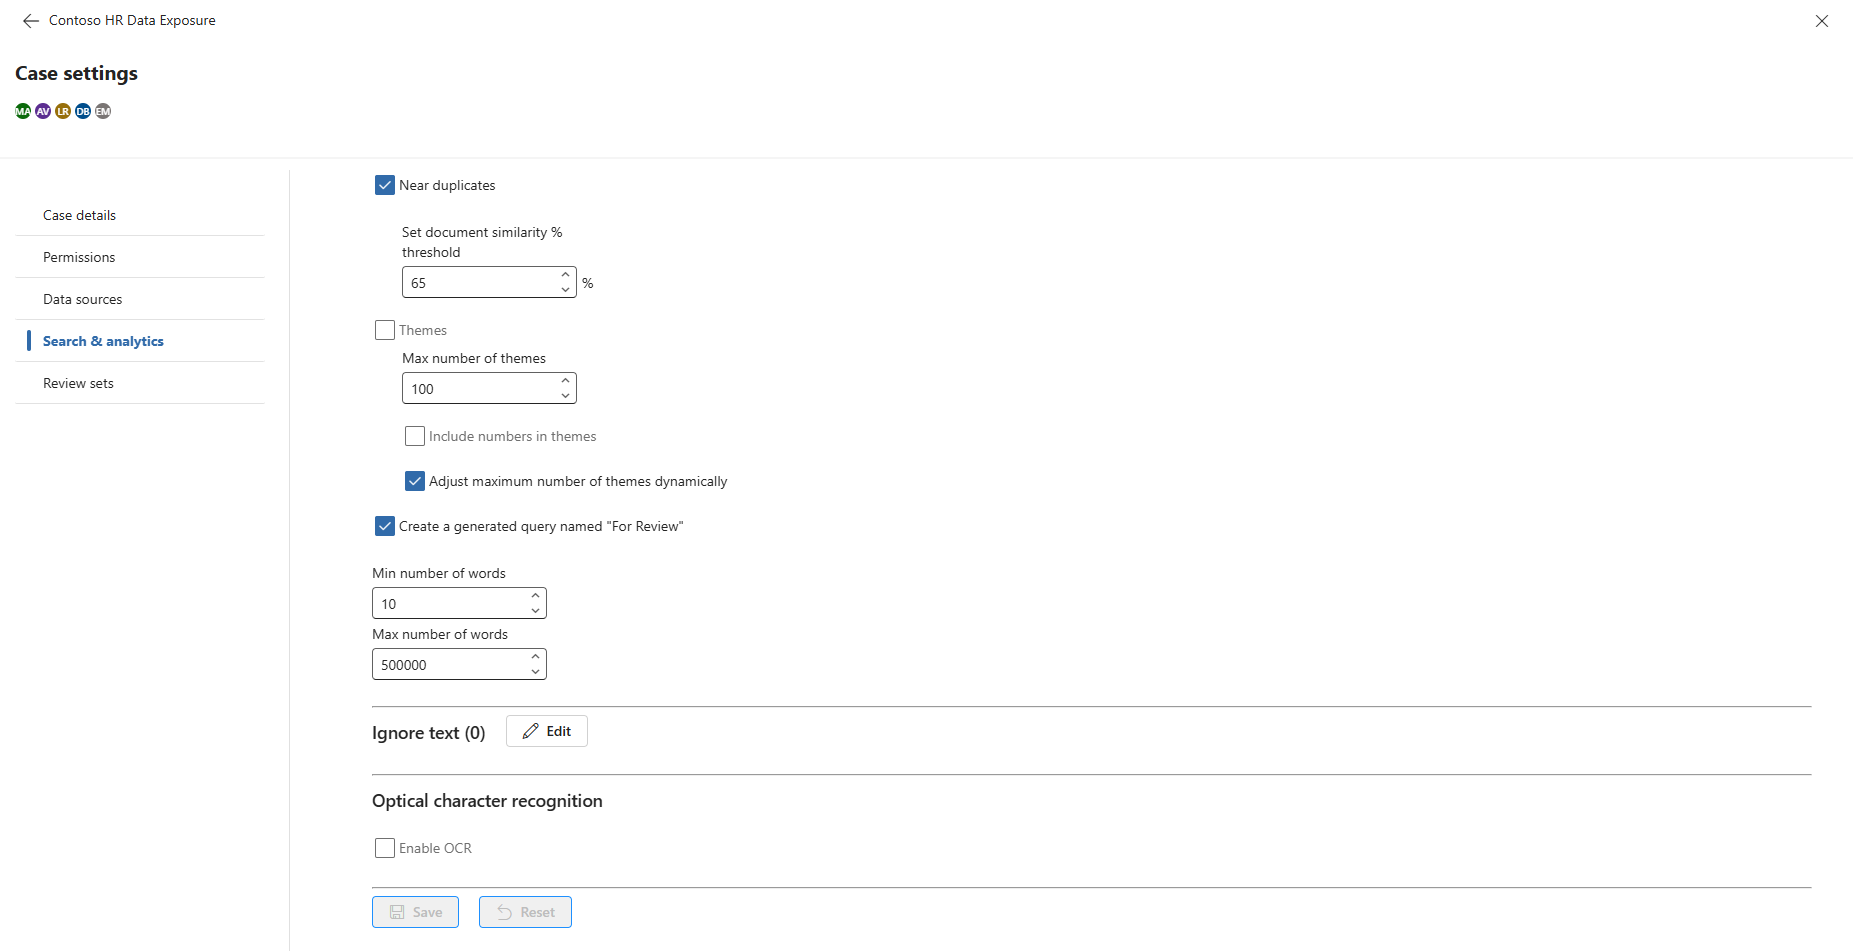 Contoso HR Data Exposure
Case settings
MA AV LR DB EM
Case details
Permissions
Data sources
Search & analytics
Review sets
Near duplicates
Set document similarity %
threshold
65 %
Themes
Max number of themes
100
Include numbers in themes
Adjust maximum number of themes dynamically
Create a generated query named "For Review"
Min number of words
10
Max number of words
500000
Ignore text (0) Edit
Optical character recognition
Enable OCR
Save Reset